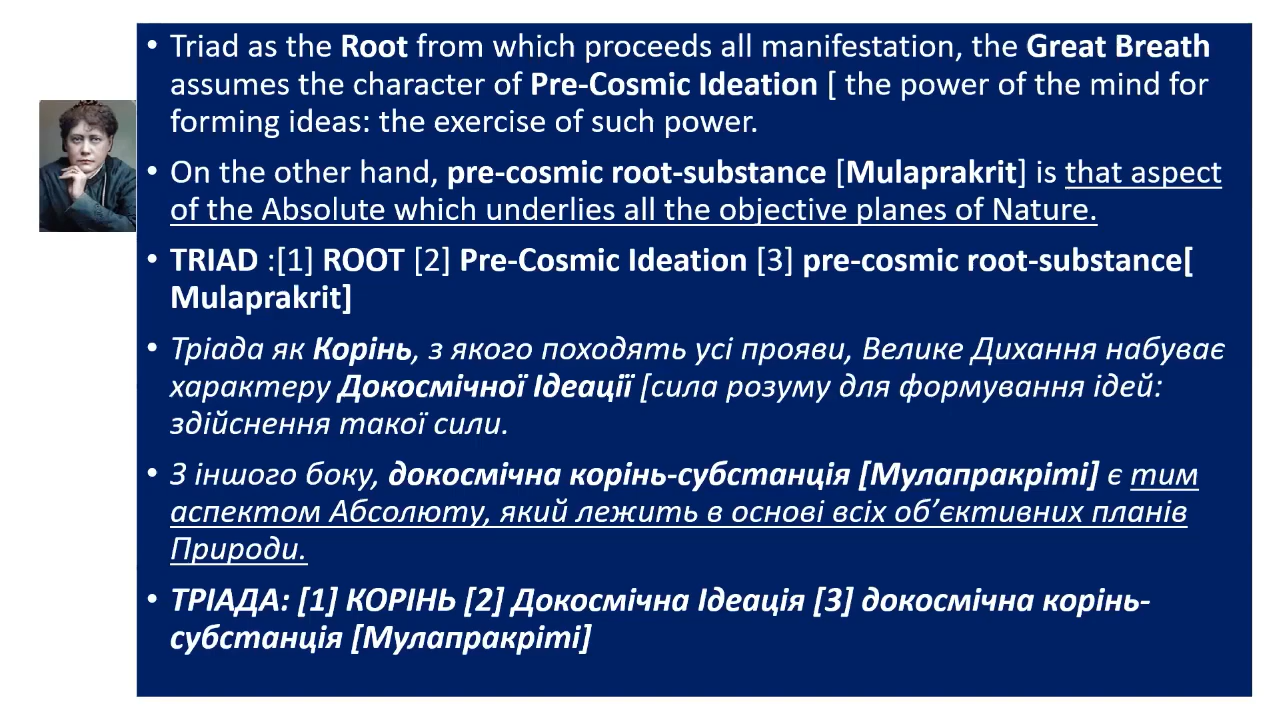 • Triad as the Root from which proceeds all manifestation, the Great Breath
assumes the character of Pre-Cosmic Ideation [ the power of the mind for
forming ideas: the exercise of such power.
• On the other hand, pre-cosmic root-substance [Mulaprakrit] is that aspect
of the Absolute which underlies all the objective planes of Nature.
• TRIAD :[1] ROOT [2] Pre-Cosmic Ideation [3] pre-cosmic root-substance[
Mulaprakrit]
• Тріада як Корінь, з якого походять усі прояви, Велике Дихання набуває
характеру Докосмічної Ідеації [сила розуму для формування ідей:
здійснення такої сили.
• З іншого боку, докосмічна корінь-субстанція [Мулапракріті] є тим
аспектом Абсолюту, який лежить в основі всіх об’єктивних планів
Природи.
• ТРІАДА: [1] КОРІНЬ [2] Докосмічна Ідеація [3] докосмічна корінь-
субстанція [Мулапракріті]